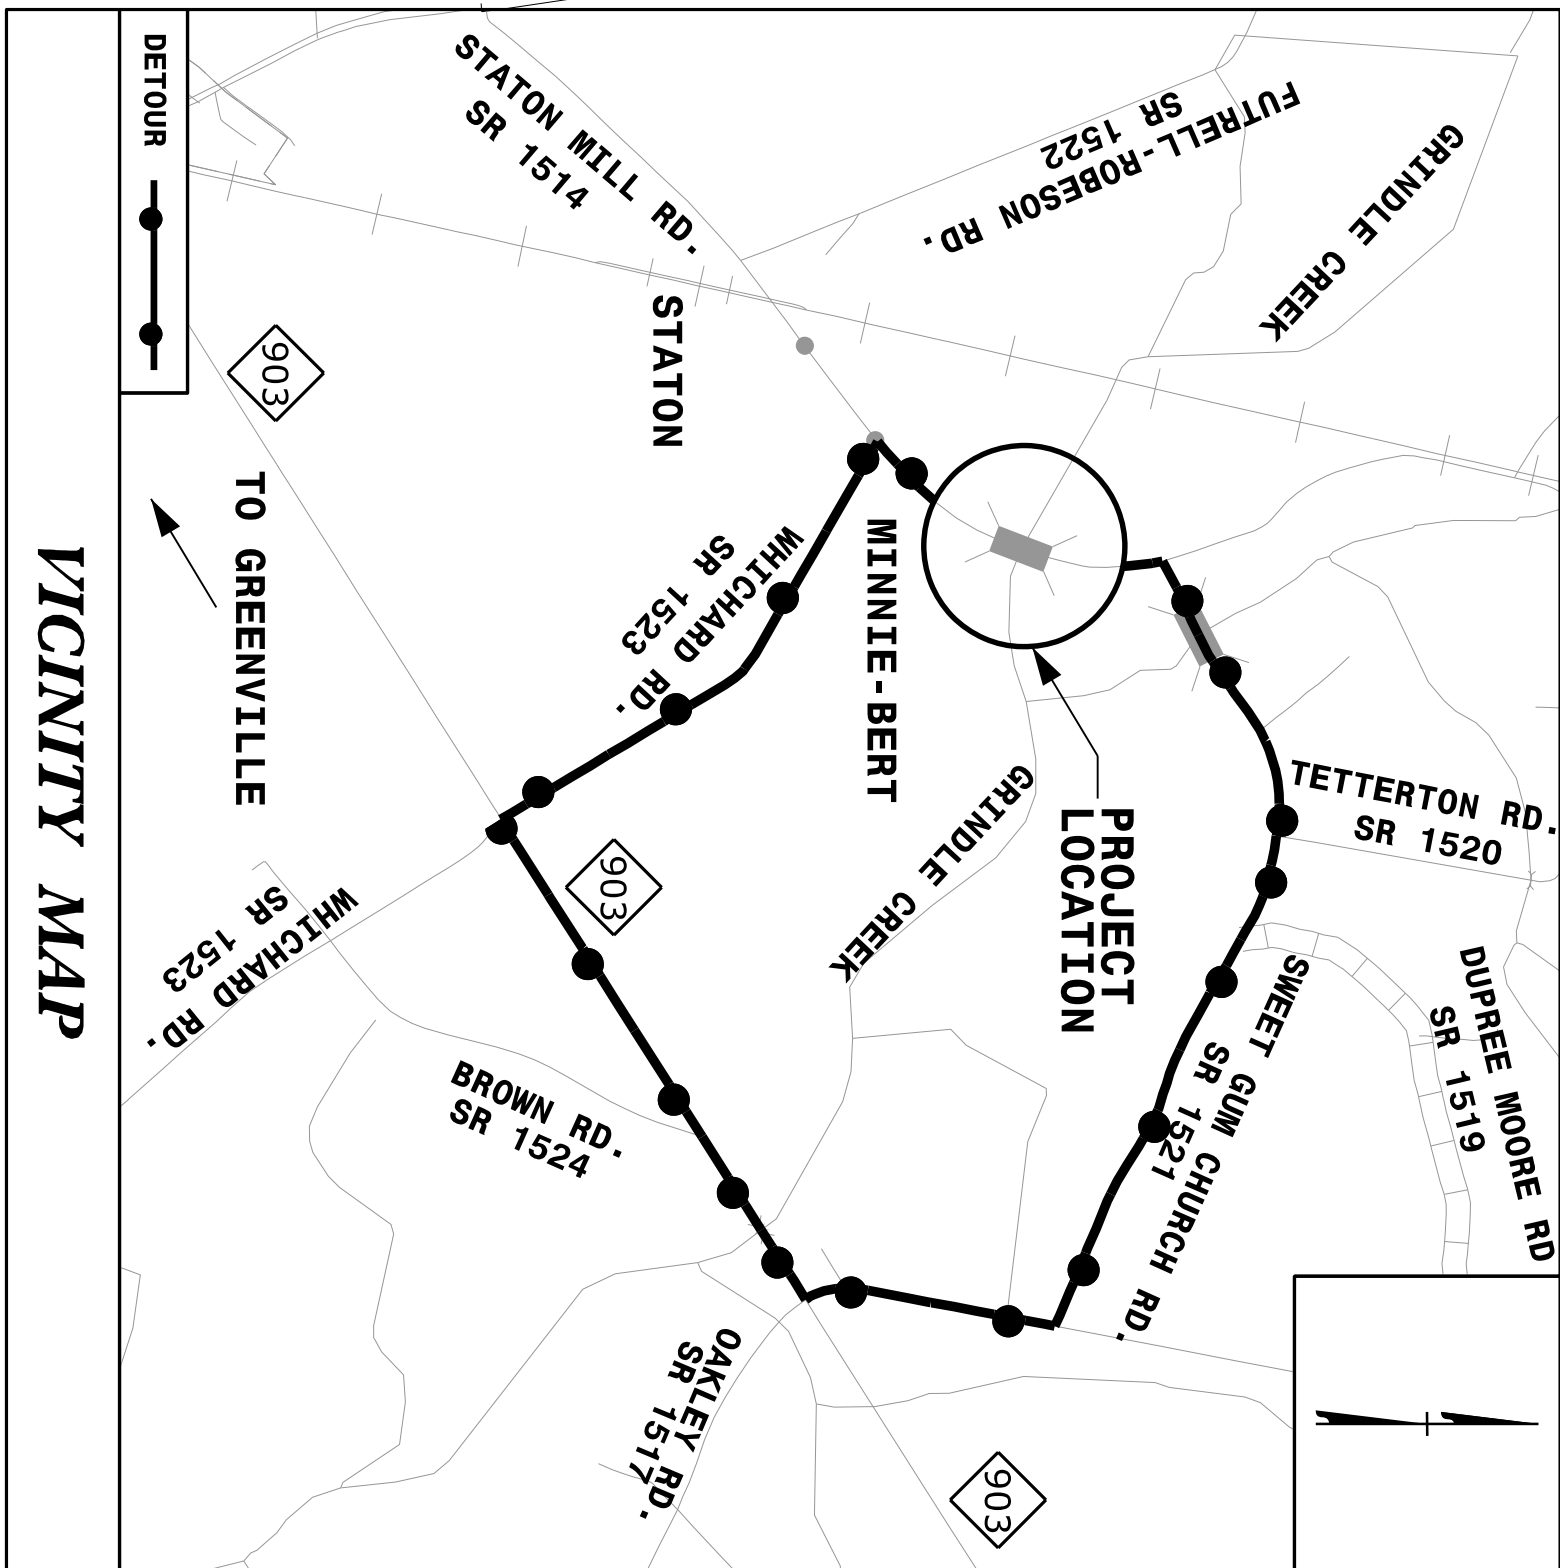 DETOUR
STATON MILL RD.
SR 1514
FUTRELL-ROBESON RD.
SR 1522
GRINDLE
CREEK
903
STATON
TO GREENVILLE
WHICHARD RD.
SR 1523
MINNIE-BERT
PROJECT
LOCATION
GRINDLE CREEK
TETTERTON RD.
SR 1520
903
WHICHARD RD.
SR 1523
BROWN RD.
SR 1524
SWEET GUM CHURCH RD.
SR 1521
DUPREE MOORE RD
SR 1519
OAKLEY RD.
SR 1517
903
VICINITY MAP